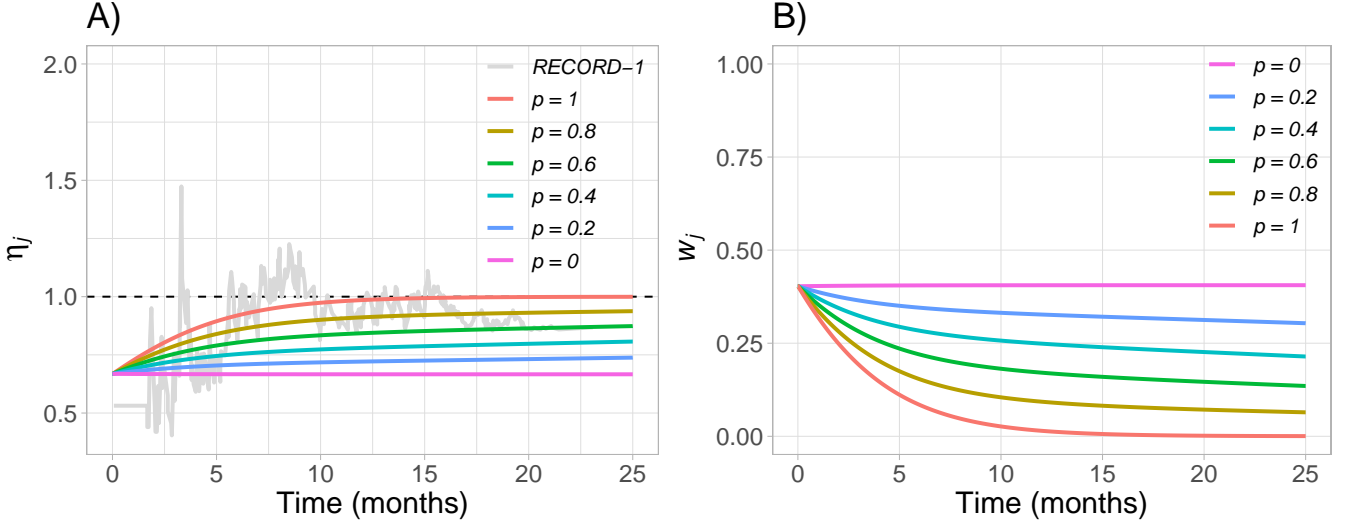 A)
2.0
1.5
1.0
0.5
ηj
0
5
10
15
20
25
Time (months)
RECORD−1
p = 1
p = 0.8
p = 0.6
p = 0.4
p = 0.2
p = 0
B)
1.00
0.75
0.50
0.25
0.00
wj
0
5
10
15
20
25
Time (months)
p = 0
p = 0.2
p = 0.4
p = 0.6
p = 0.8
p = 1